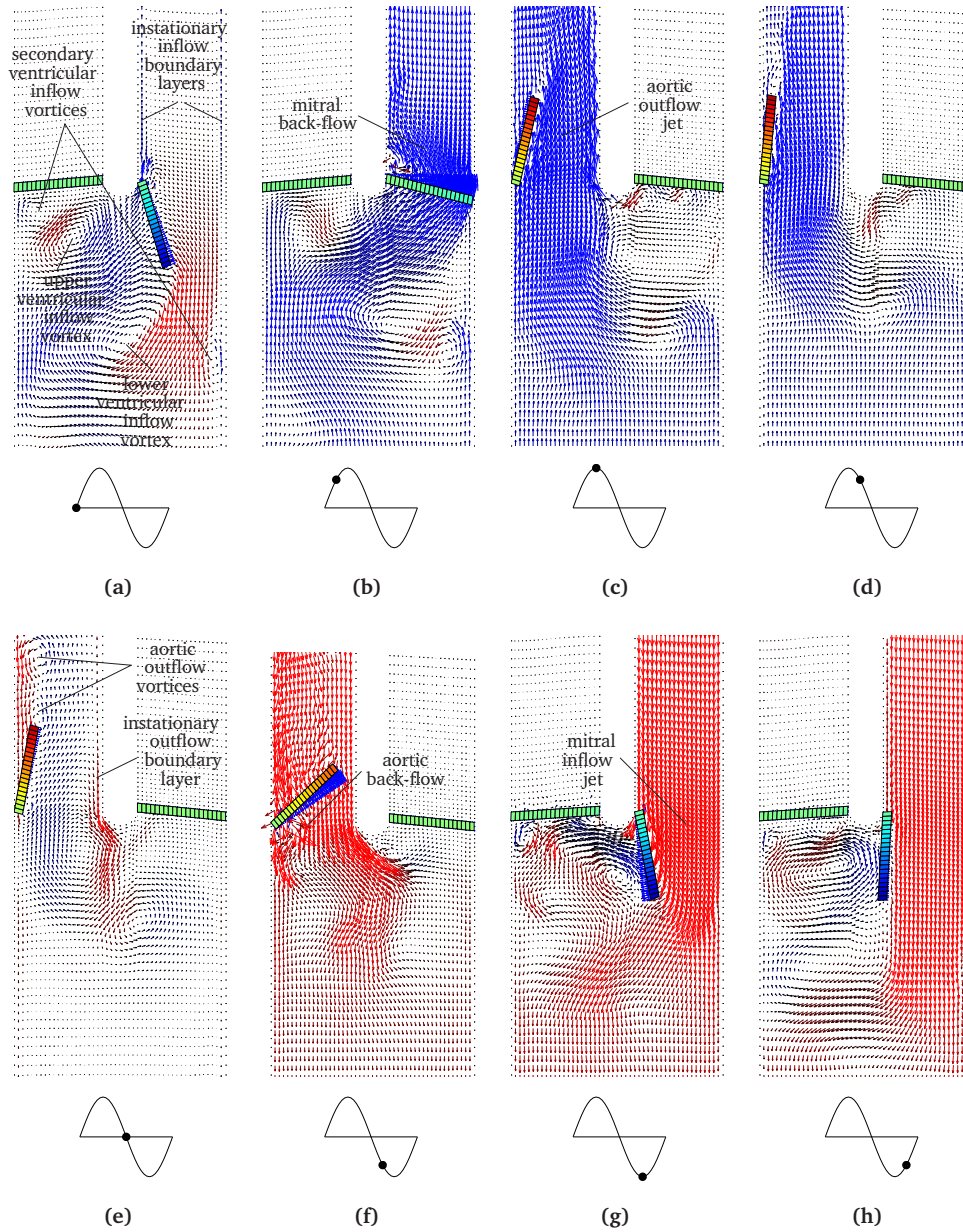 secondary
ventricular
inflow
vortices
instationary
inflow
boundary
layers
upper
ventricular
inflow
vortex
lower
ventricular
inflow
vortex
mitral
back-flow
aortic
outflow
jet
(a)
(b)
(c)
(d)
aortic
outflow
vortices
instationary
outflow
boundary
layer
aortic
back-flow
mitral
inflow
jet
(e)
(f)
(g)
(h)